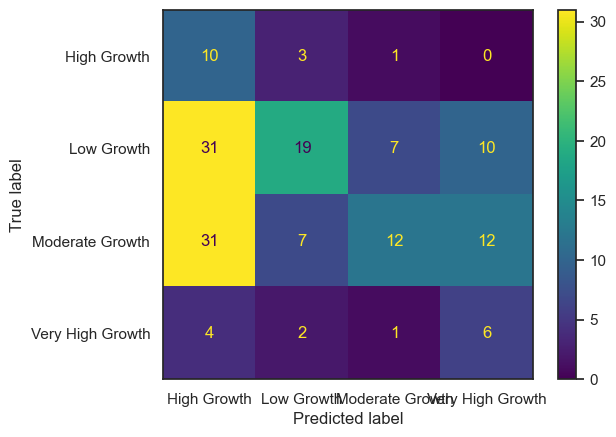 True label
High Growth 10 3 1 0
Low Growth 31 19 7 10
Moderate Growth 31 7 12 12
Very High Growth 4 2 1 6
High Growth Low Growth Moderate Growth Very High Growth
Predicted label
30
25
20
15
10
5
0